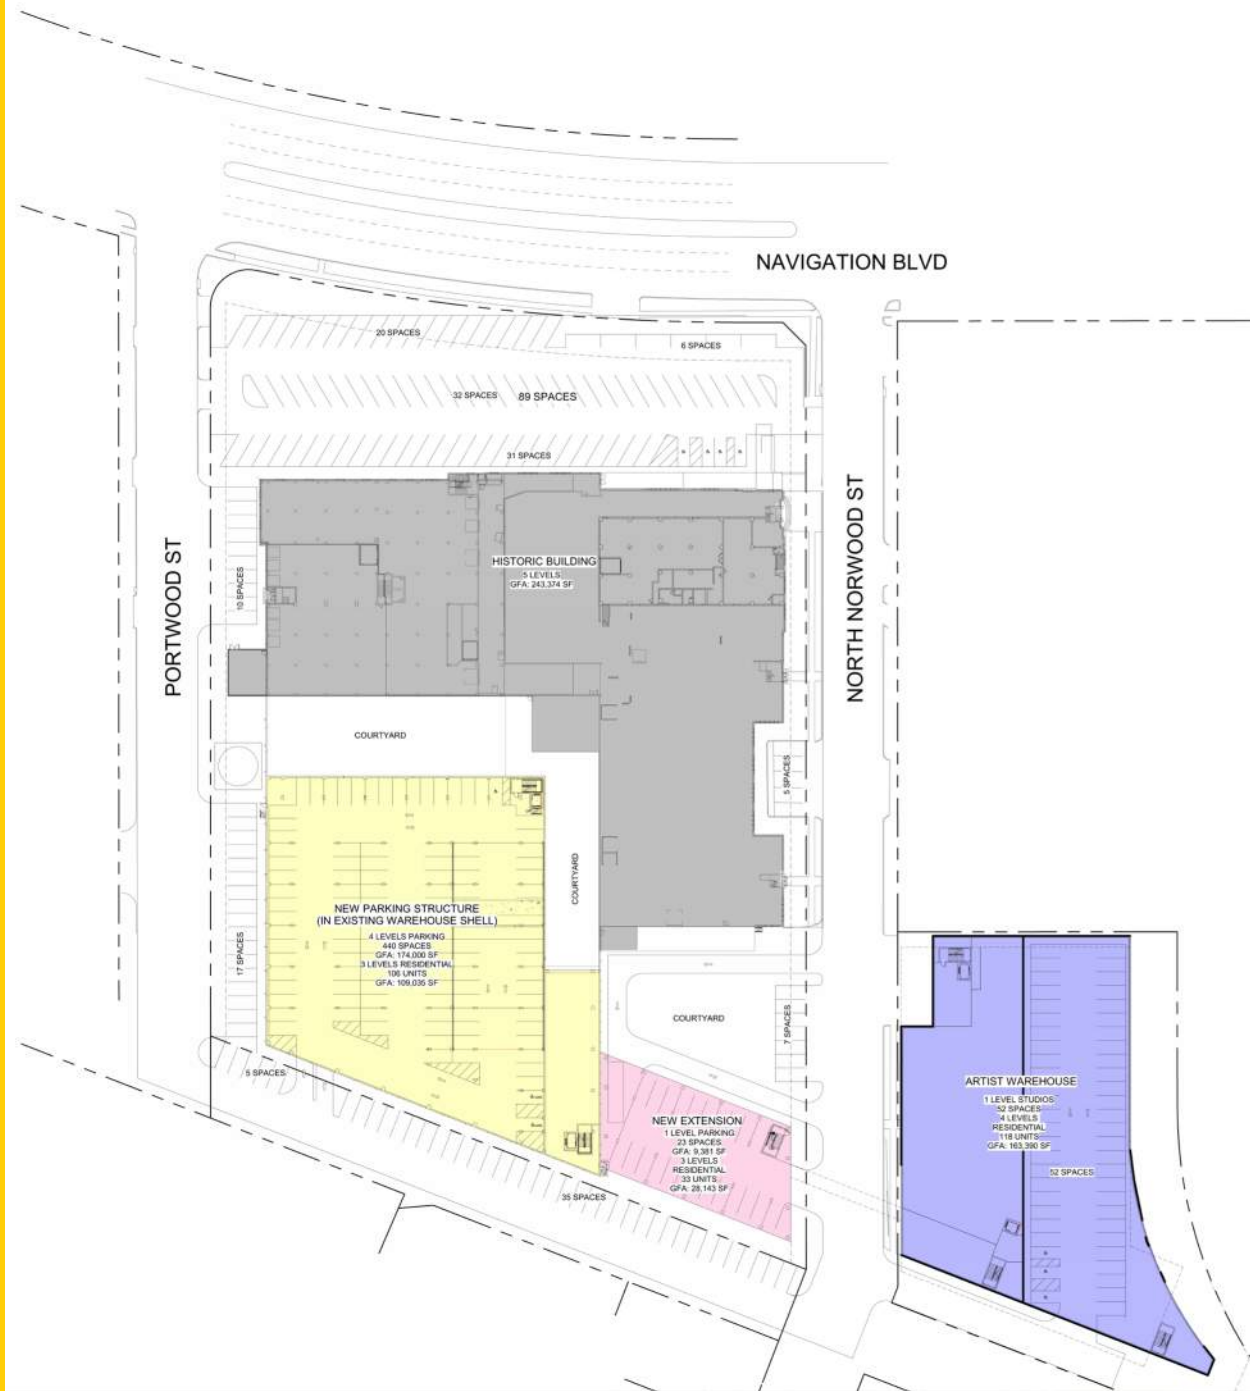 NAVIGATION BLVD
20 SPACES
6 SPACES
32 SPACES
89 SPACES
31 SPACES
PORTWOOD ST
NORTH NORWOOD ST
10 SPACES
HISTORIC BUILDING
5 LEVELS
GFA: 243,374 SF
COURTYARD
5 SPACES
COURTYARD
NEW PARKING STRUCTURE
(IN EXISTING WAREHOUSE SHELL)
4 LEVELS PARKING
440 SPACES
GFA: 174,000 SF
3 LEVELS RESIDENTIAL
106 UNITS
GFA: 109,035 SF
17 SPACES
COURTYARD
7 SPACES
5 SPACES
NEW EXTENSION
1 LEVEL PARKING
23 SPACES
GFA: 9,381 SF
3 LEVELS
RESIDENTIAL
33 UNITS
GFA: 28,143 SF
35 SPACES
ARTIST WAREHOUSE
1 LEVEL STUDIOS
52 SPACES
4 LEVELS
RESIDENTIAL
118 UNITS
GFA: 163,390 SF
52 SPACES